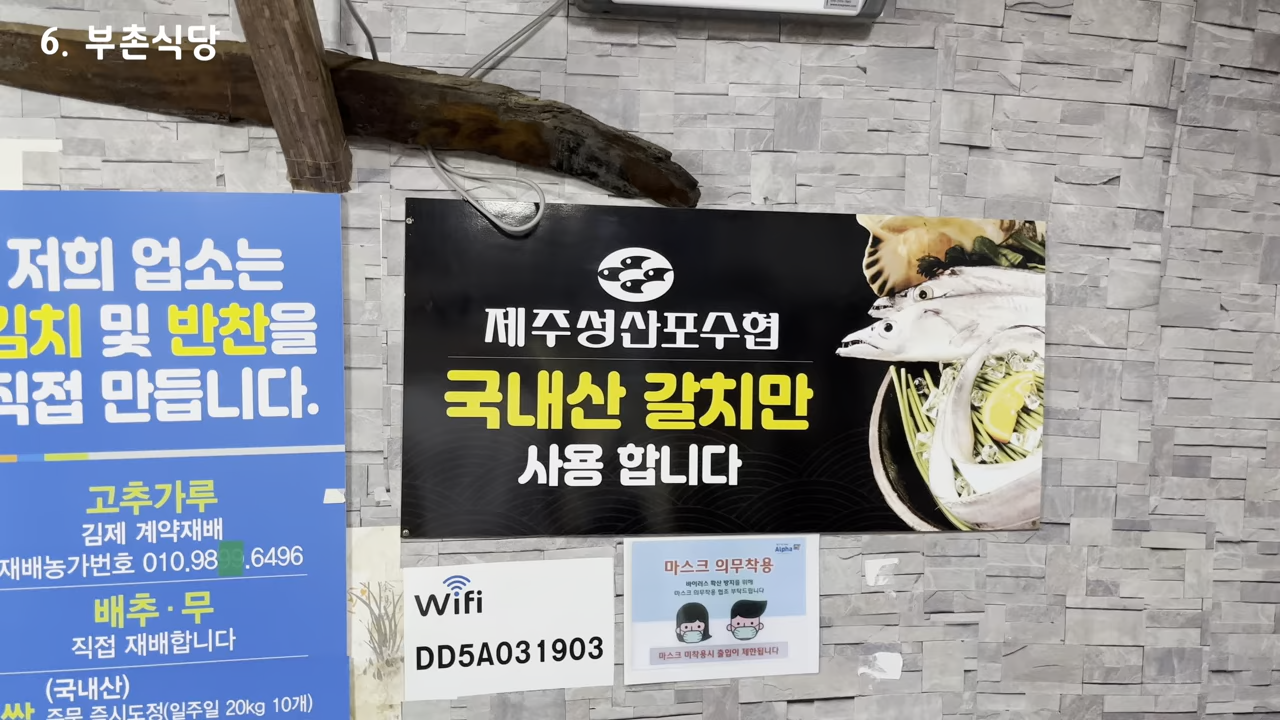 6. 부촌식당
저희 업소는
김치 및 반찬을
직접 만듭니다.
고추가루
김제 계약재배
재배농가번호 010.98 .6496
배추·무
직접 재배합니다
(국내산)
쌀 주문 즉시도정(일주일 20kg 10개)
제주성산포수협
국내산 갈치만
사용 합니다
Wifi
DD5A031903
Alpha
마스크 의무착용
바이러스 확산 방지을 위해
마스크 의무착용 협조 부탁드립니다
마스크 미착용시 출입이 제한됩니다